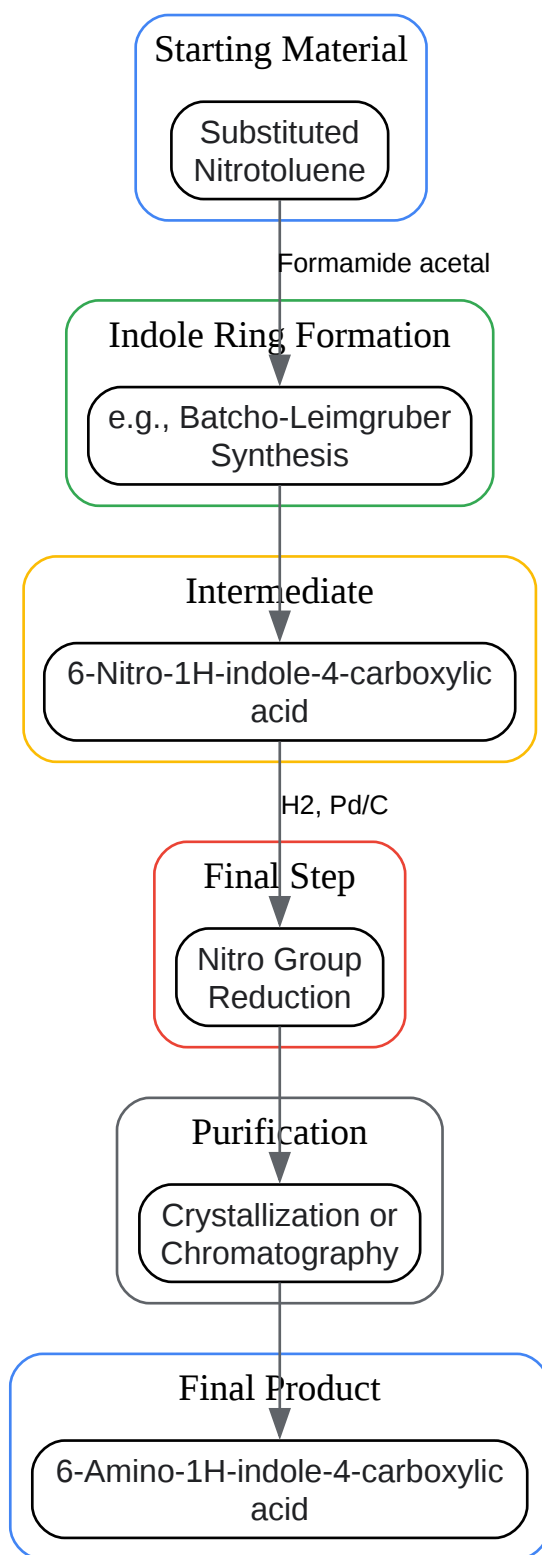 Starting Material
Substituted
Nitrotoluene
Formamide acetal
Indole Ring Formation
e.g., Batcho-Leimgruber
Synthesis
Intermediate
6-Nitro-1H-indole-4-carboxylic
acid
H2, Pd/C
Final Step
Nitro Group
Reduction
Purification
Crystallization or
Chromatography
Final Product
6-Amino-1H-indole-4-carboxylic
acid